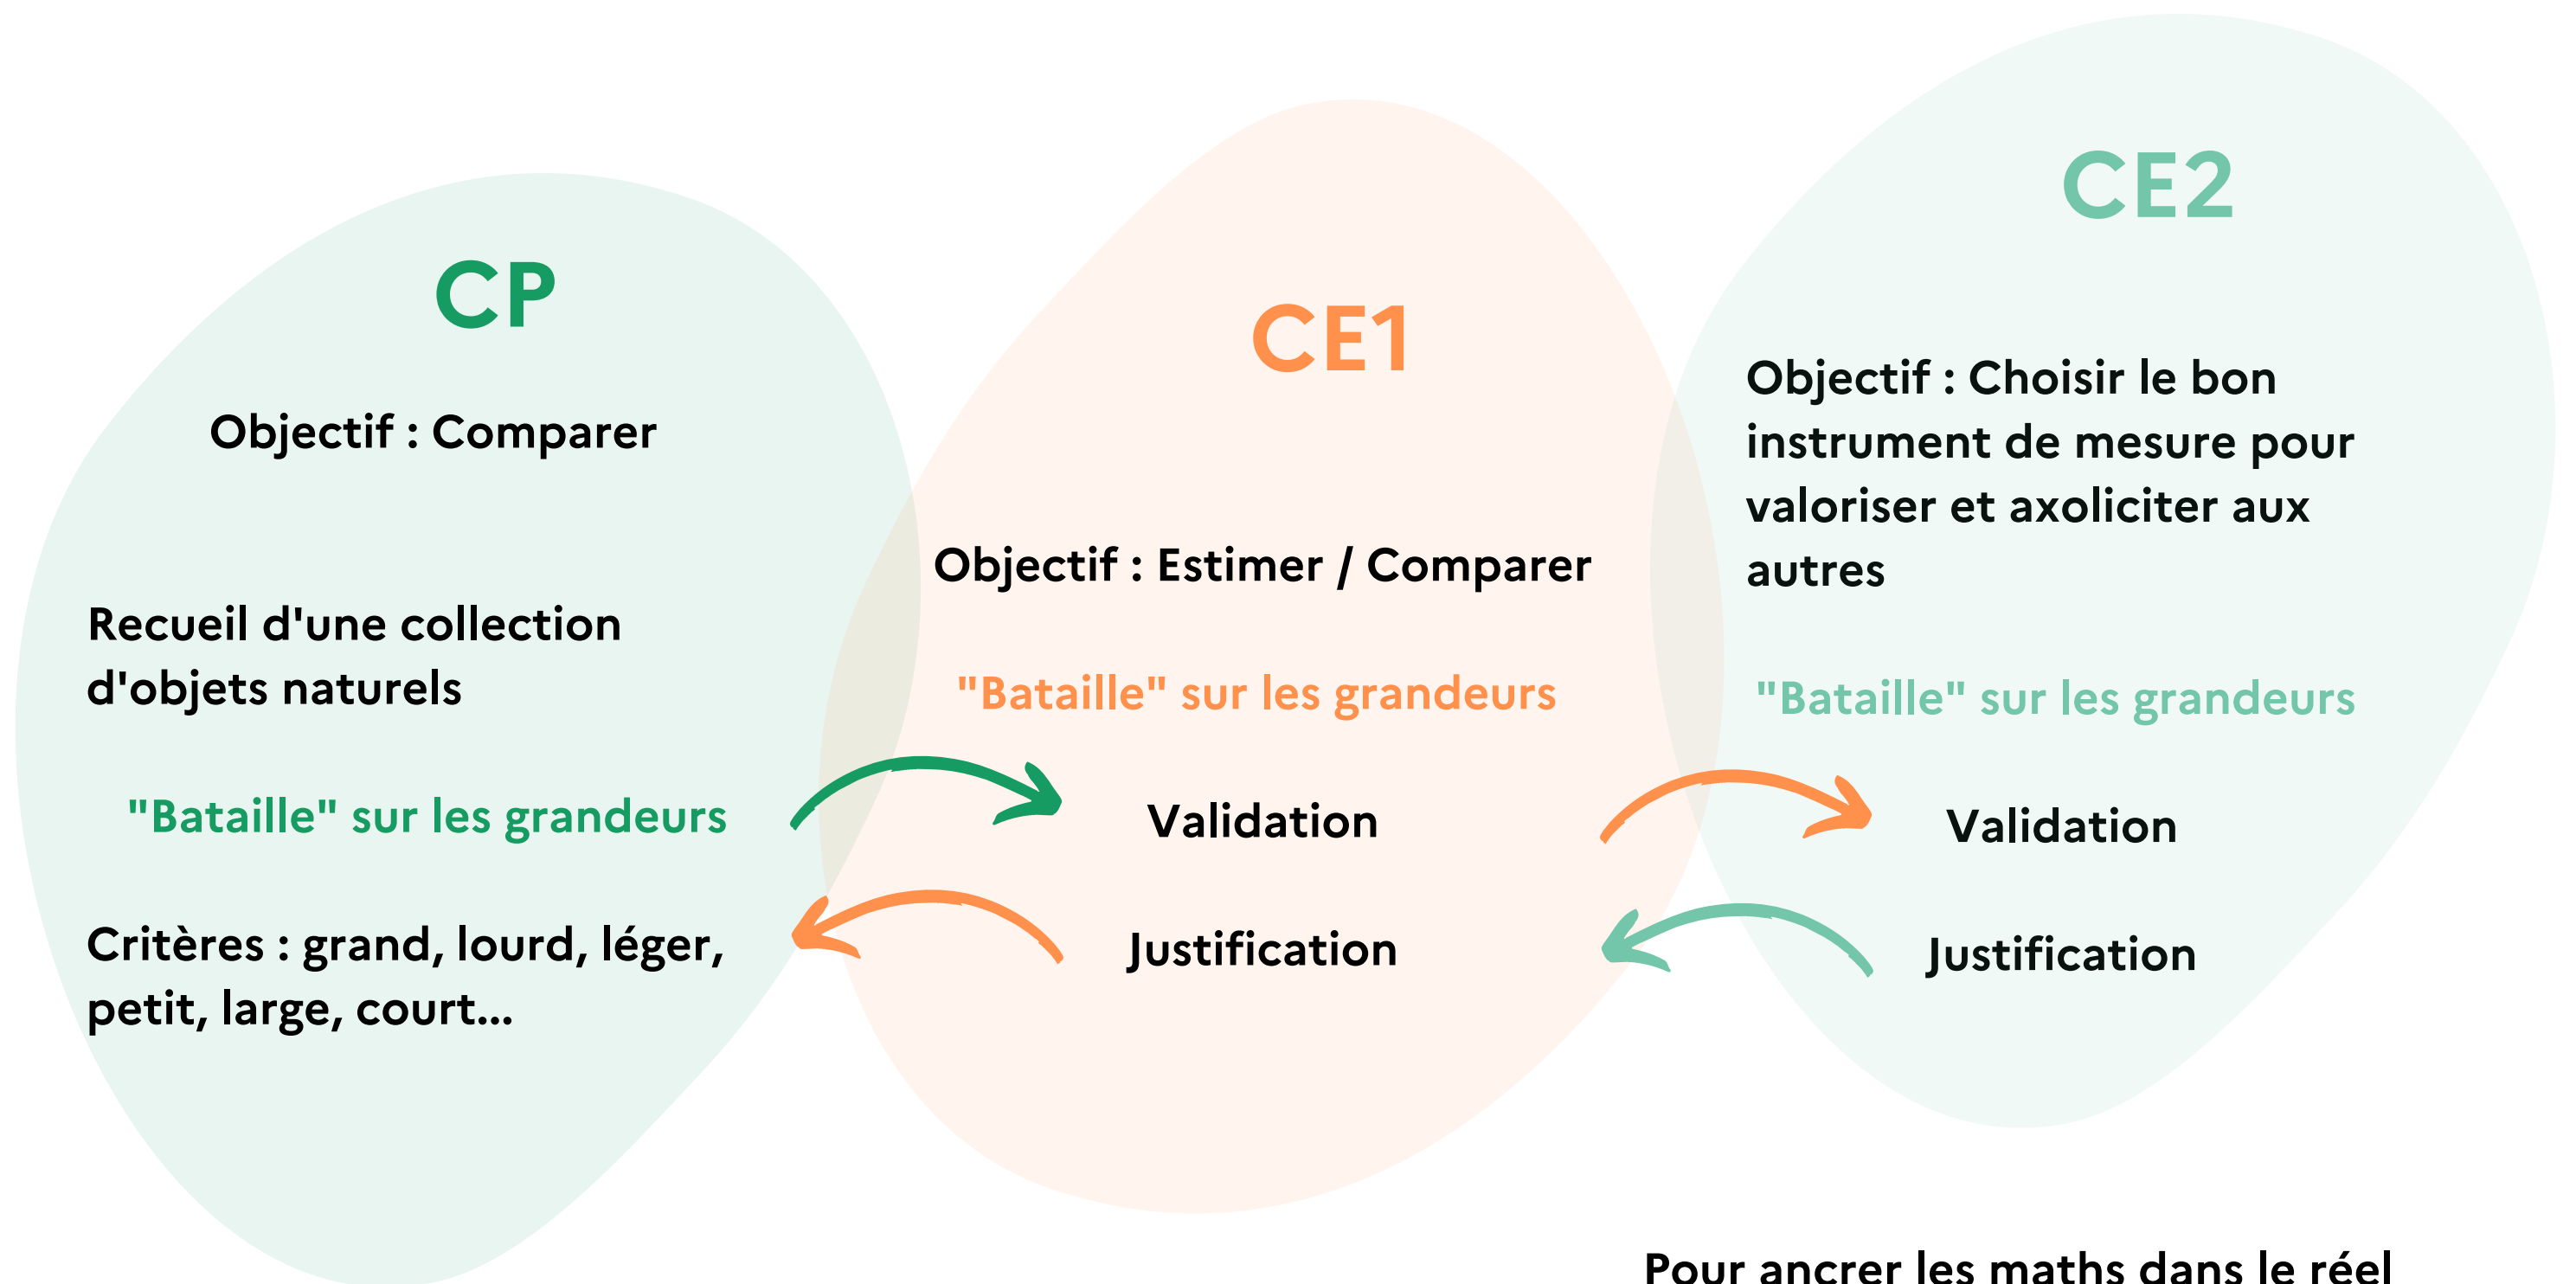 CP
Objectif : Comparer
Recueil d'une collection
d'objets naturels
"Bataille" sur les grandeurs
Critères : grand, lourd, léger,
petit, large, court...
CE1
Objectif : Estimer / Comparer
"Bataille" sur les grandeurs
Validation
Justification
CE2
Objectif : Choisir le bon
instrument de mesure pour
valoriser et axoliciter aux
autres
"Bataille" sur les grandeurs
Validation
Justification
Pour ancrer les maths dans le réel